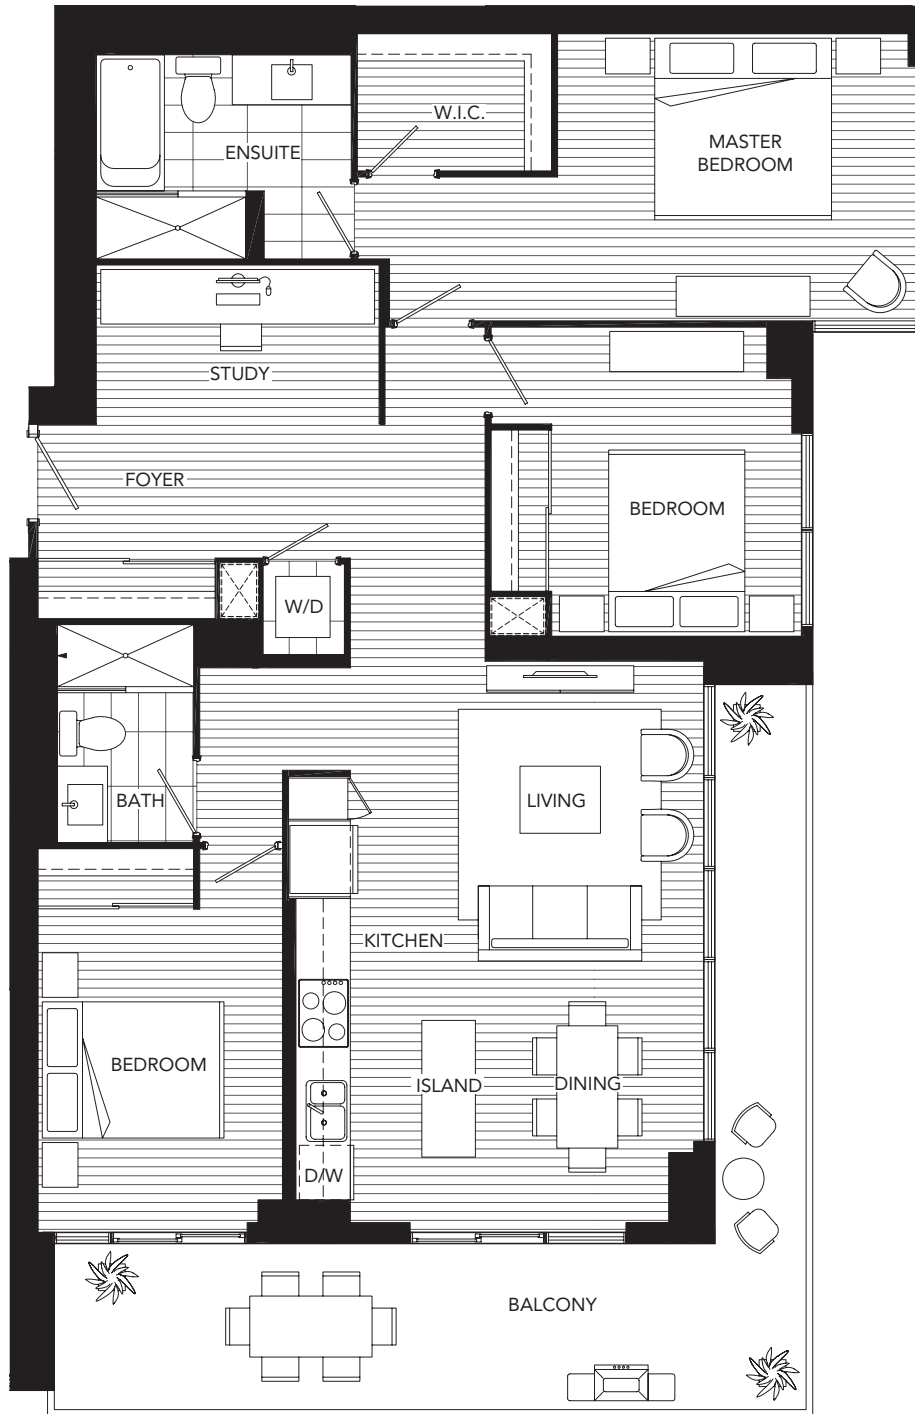 W.I.C.
ENSUITE
MASTER
BEDROOM
STUDY
FOYER
BEDROOM
W/D
BATH
LIVING
KITCHEN
BEDROOM
ISLAND
DINING
D/W
BALCONY